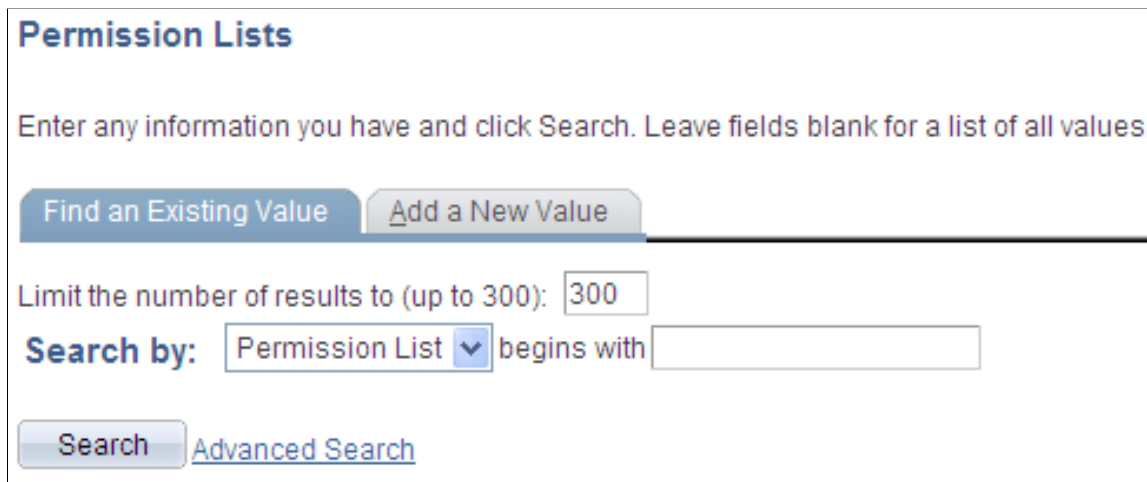 Permission Lists
Enter any information you have and click Search. Leave fields blank for a list of all values
Find an Existing Value Add a New Value
Limit the number of results to (up to 300): 300
Search by: Permission List begins with
Search Advanced Search